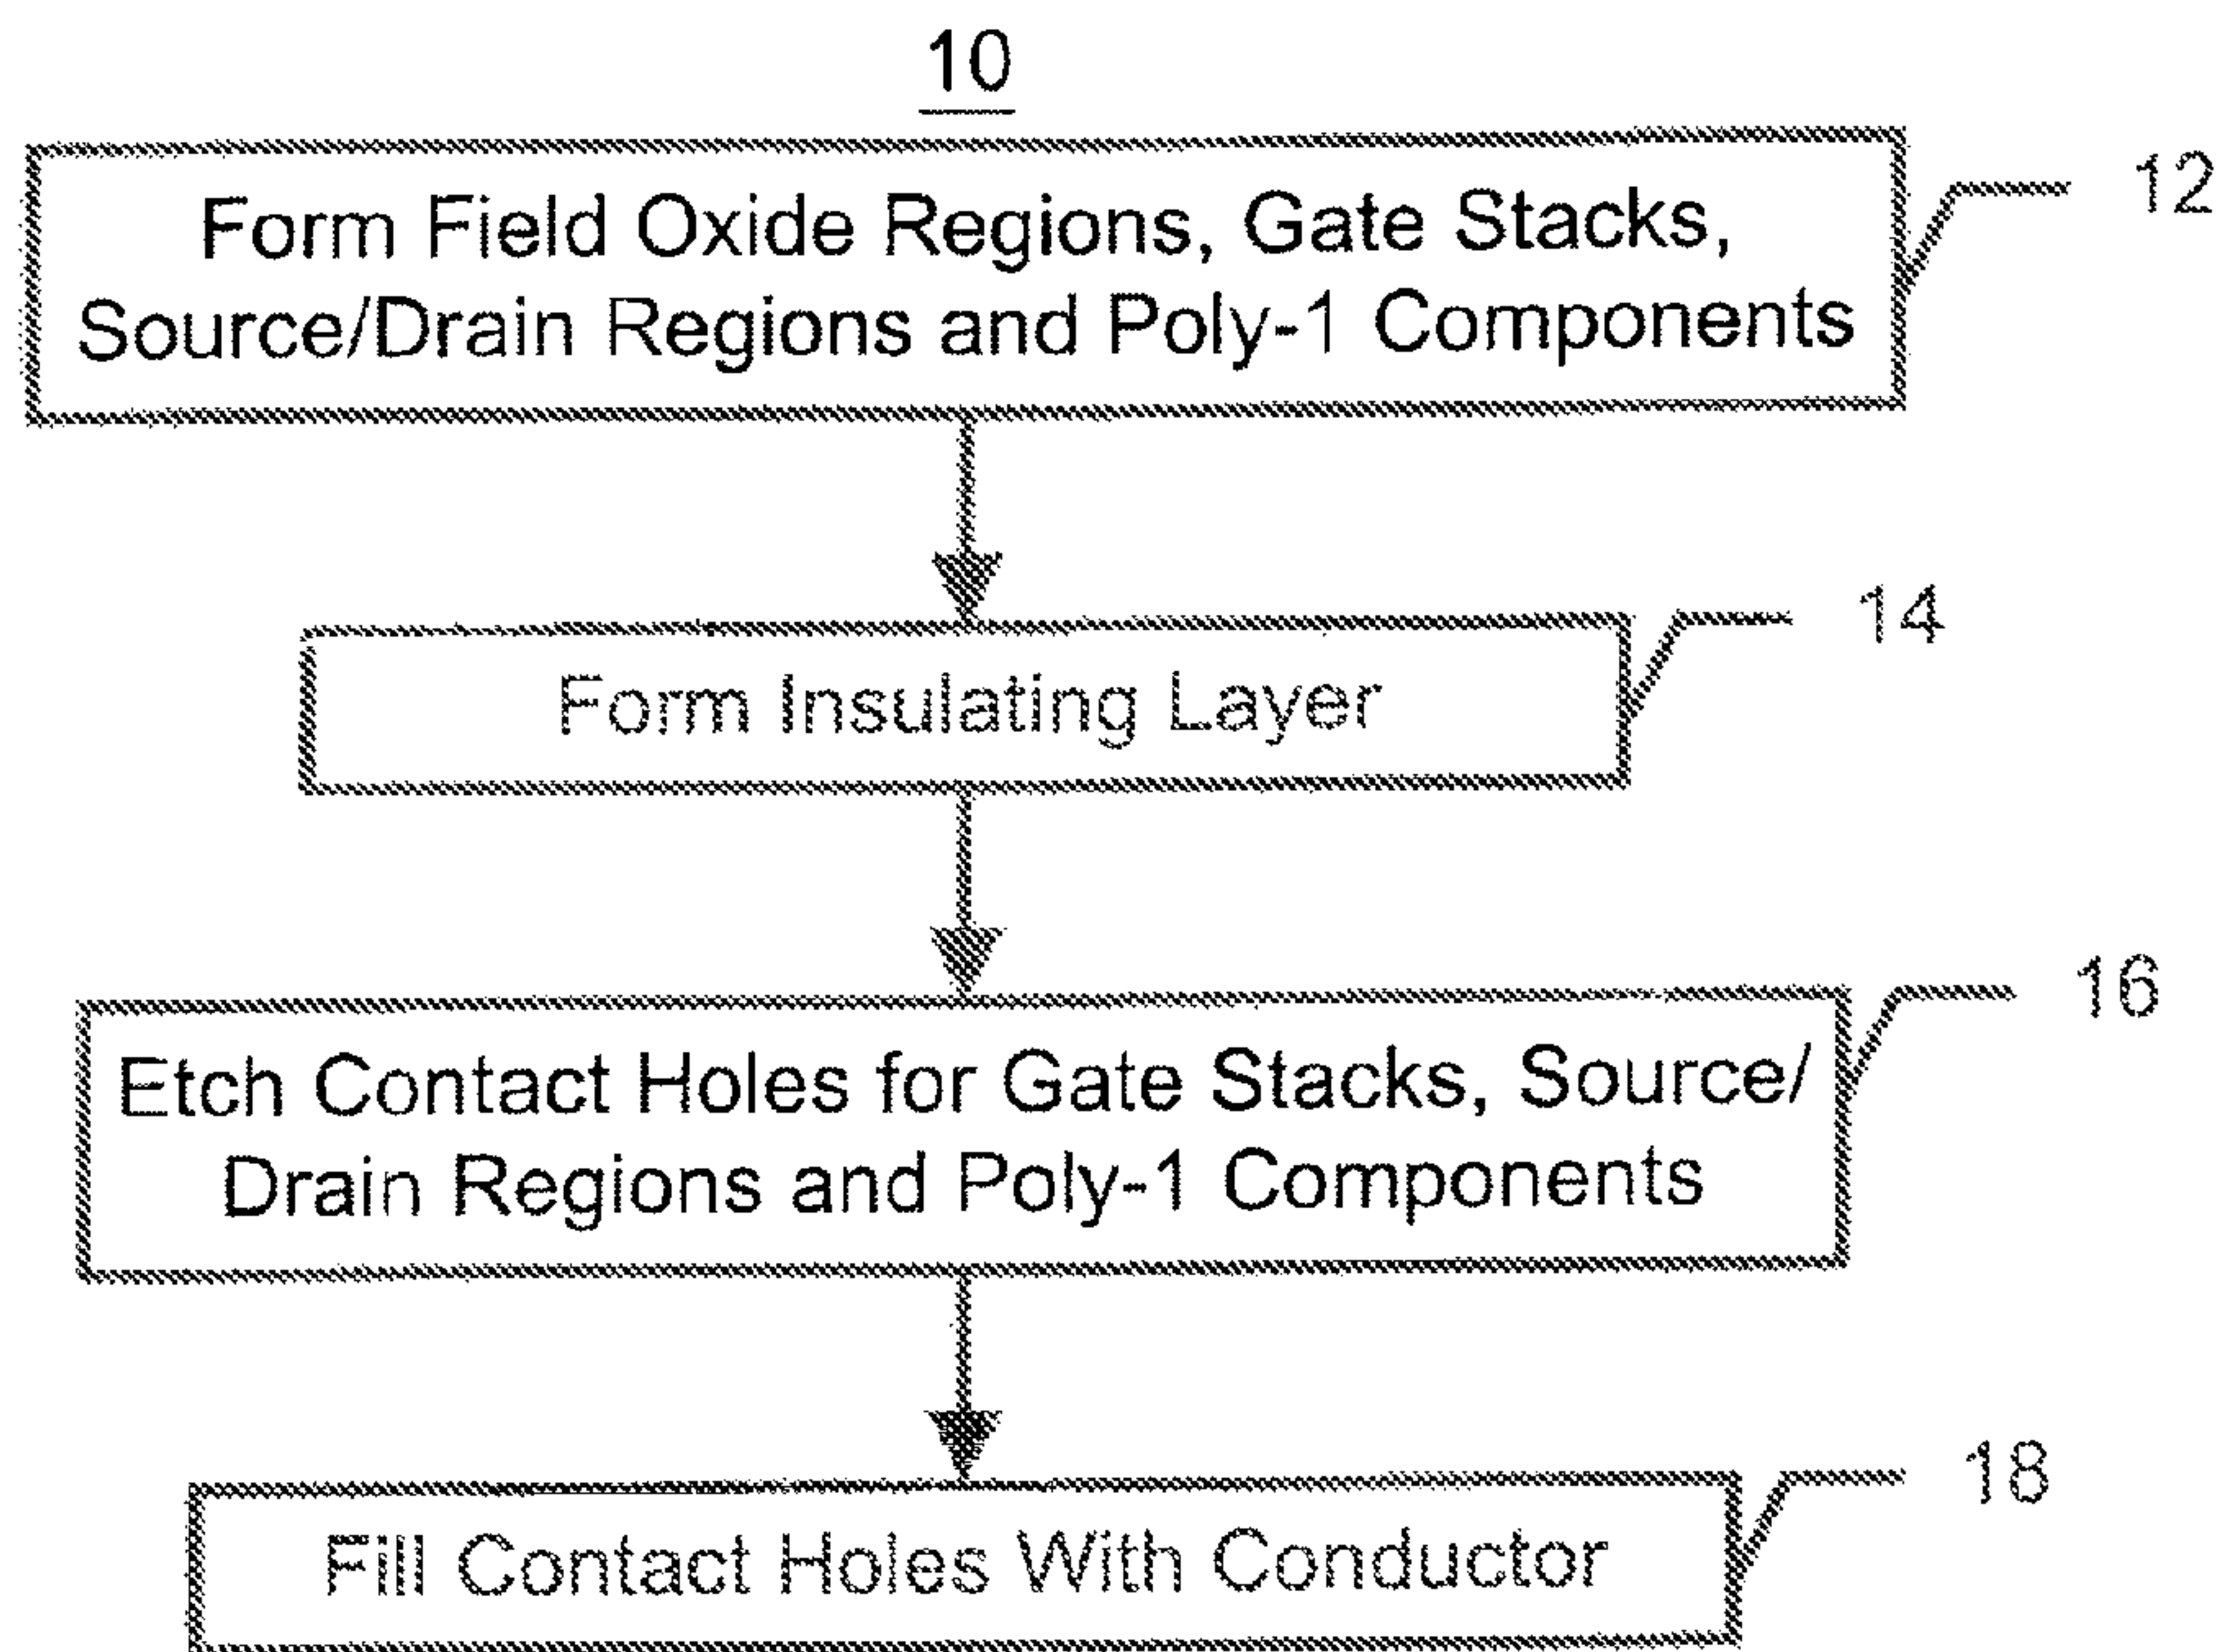 10
Form Field Oxide Regions, Gate Stacks,
Source/Drain Regions and Poly-1 Components
12
Form Insulating Layer
14
Etch Contact Holes for Gate Stacks, Source/
Drain Regions and Poly-1 Components
16
Fill Contact Holes With Conductor
18